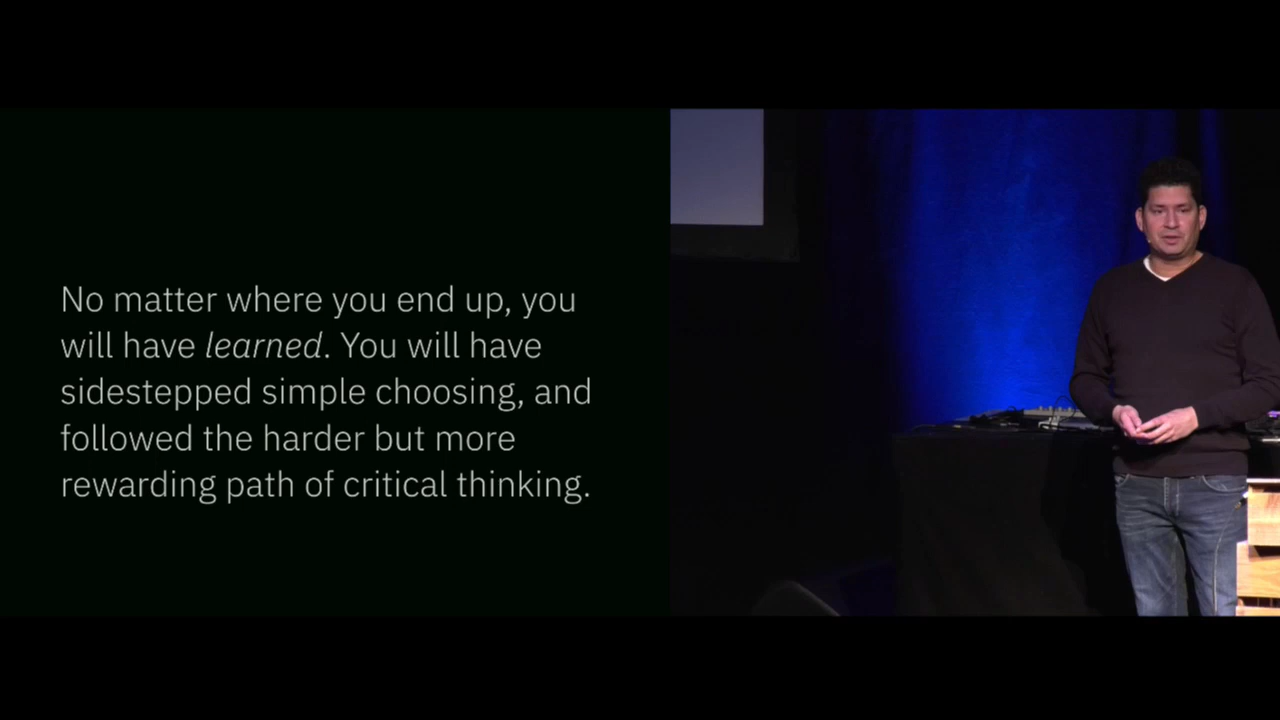 No matter where you end up, you
will have learned. You will have
sidestepped simple choosing, and
followed the harder but more
rewarding path of critical thinking.